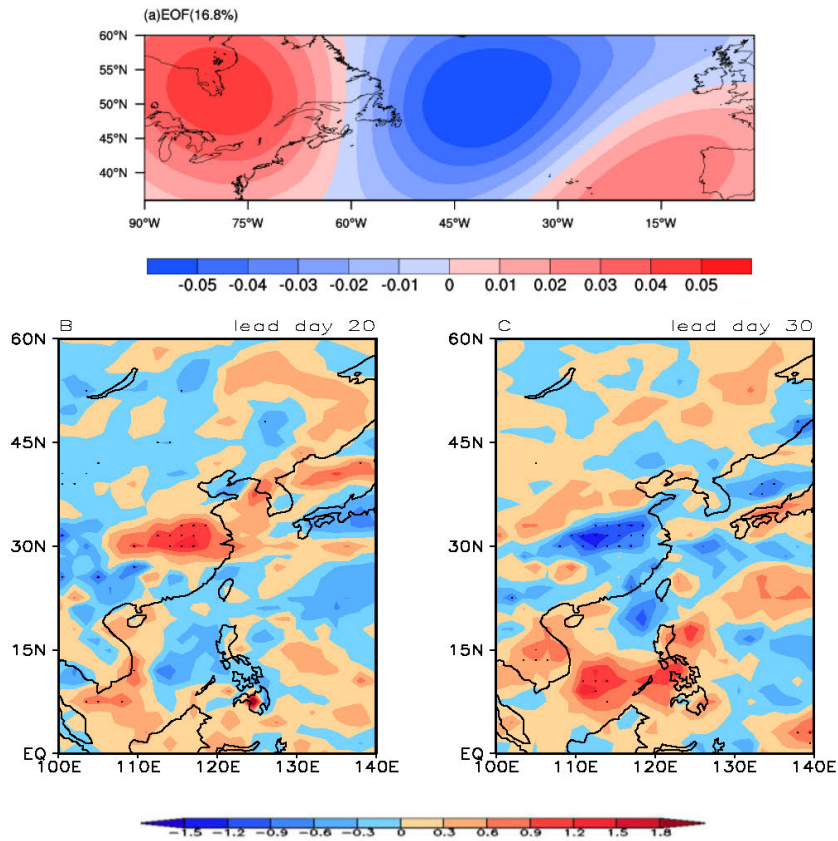 (a)EOF(16.8%)
60°N
55°N
50°N
45°N
40°N
90°W 75°W 60°W 45°W 30°W 15°W
-0.05 -0.04 -0.03 -0.02 -0.01 0 0.01 0.02 0.03 0.04 0.05
B lead day 20
60N
45N
30N
15N
EQ
100E 110E 120E 130E 140E
C lead day 30
60N
45N
30N
15N
EQ
100E 110E 120E 130E 140E
-1.5 -1.2 -0.9 -0.6 -0.3 0 0.3 0.6 0.9 1.2 1.5 1.8